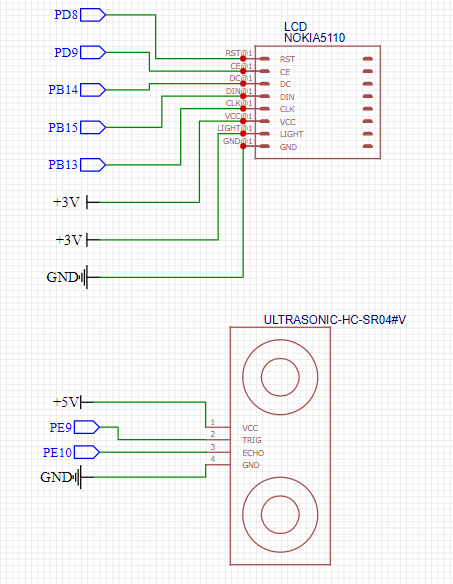 LCD
NOKIA5110
PD8
PD9
PB14
PB15
PB13
+3V
+3V
GND
RST@1
CE@1
DC@1
DIN@1
CLK@1
VCC@1
LIGHT@1
GND@1
RST
CE
DC
DIN
CLK
VCC
LIGHT
GND
ULTRASONIC-HC-SR04#V
+5V
PE9
PE10
GND
1
2
3
4
VCC
TRIG
ECHO
GND